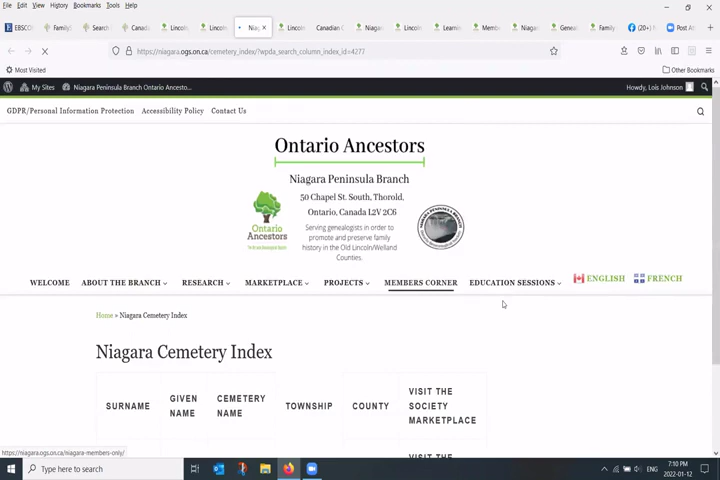 File Edit View History Bookmarks Tools Help
EBSCO FamilyS Search Canad Lincoln Lincoln Niag Lincoln Canadian C Niagar Lincoln Learnin Membe Niagar Geneal Family (20+) Post At
https://niagara.ogs.on.ca/cemetery_index/?wpda_search_column_index_id=4277
Most Visited Other Bookmarks
My Sites Niagara Peninsula Branch Ontario Ancesto... Howdy, Lois Johnson
GDPR/Personal Information Protection Accessibility Policy Contact Us
Ontario Ancestors
Niagara Peninsula Branch
50 Chapel St. South, Thorold,
Ontario, Canada L2V 2C6
Serving genealogists in order to
promote and preserve family
history in the Old Lincoln/Welland
Counties.
Ontario
Ancestors
WELCOME ABOUT THE BRANCH RESEARCH MARKETPLACE PROJECTS MEMBERS CORNER EDUCATION SESSIONS ENGLISH FRENCH
Home » Niagara Cemetery Index
Niagara Cemetery Index
SURNAME GIVEN NAME CEMETERY NAME TOWNSHIP COUNTY VISIT THE SOCIETY MARKETPLACE
VISIT THE
https://niagara.ogs.on.ca/niagara-members-only/
Type here to search
7:10 PM
2022-01-12